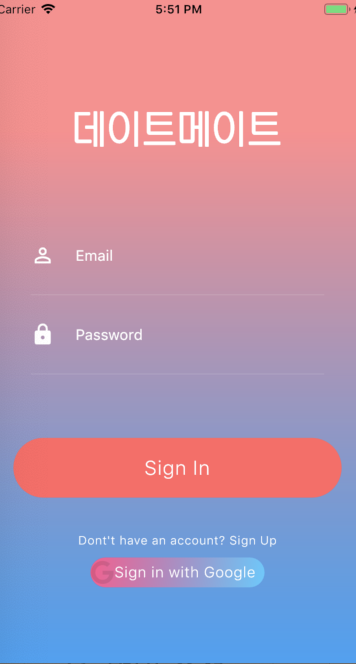 Carrier 5:51 PM
데이트메이트
Email
Password
Sign In
Dont't have an account? Sign Up
Sign in with Google